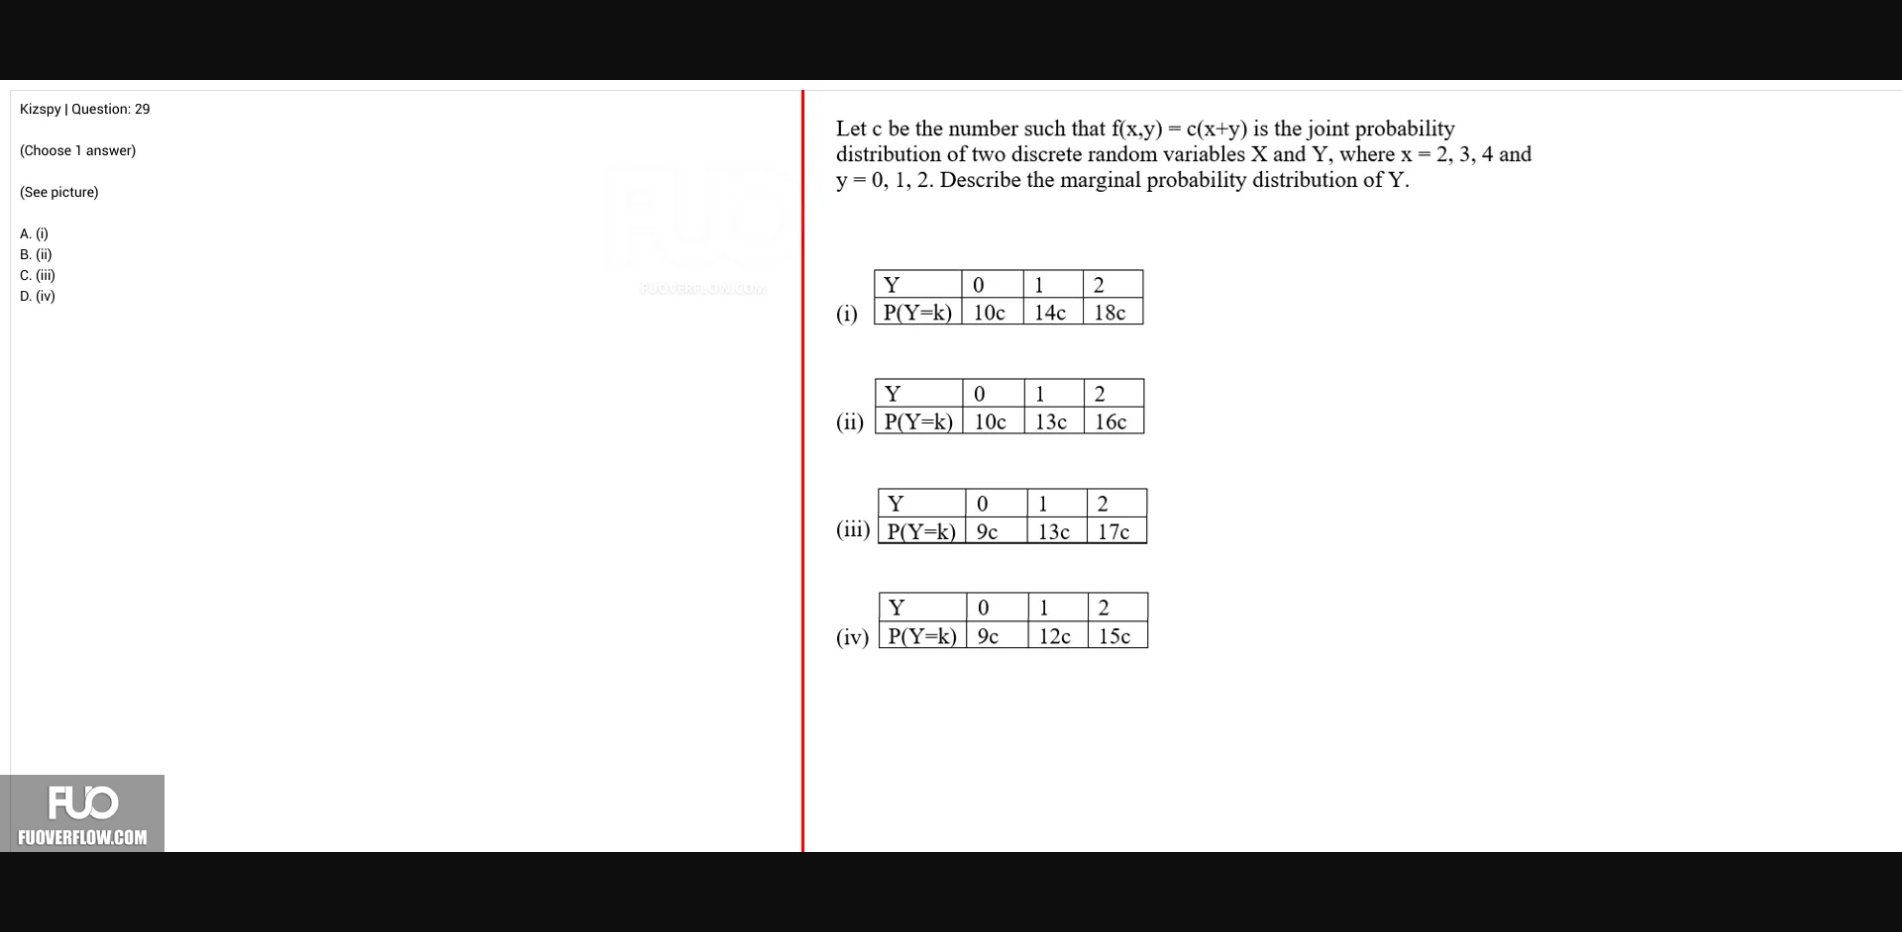 Kizspy | Question: 29
(Choose 1 answer)
(See picture)
A. (i)
B. (ii)
C. (iii)
D. (iv)
FUO
FUOVERFLOW.COM
Let c be the number such that f(x,y) = c(x+y) is the joint probability
distribution of two discrete random variables X and Y, where x = 2, 3, 4 and
y = 0, 1, 2. Describe the marginal probability distribution of Y.
Y 0 1 2
(i) P(Y=k) 10c 14c 18c
Y 0 1 2
(ii) P(Y=k) 10c 13c 16c
Y 0 1 2
(iii) P(Y=k) 9c 13c 17c
Y 0 1 2
(iv) P(Y=k) 9c 12c 15c
FUO
FUOVERFLOW.COM